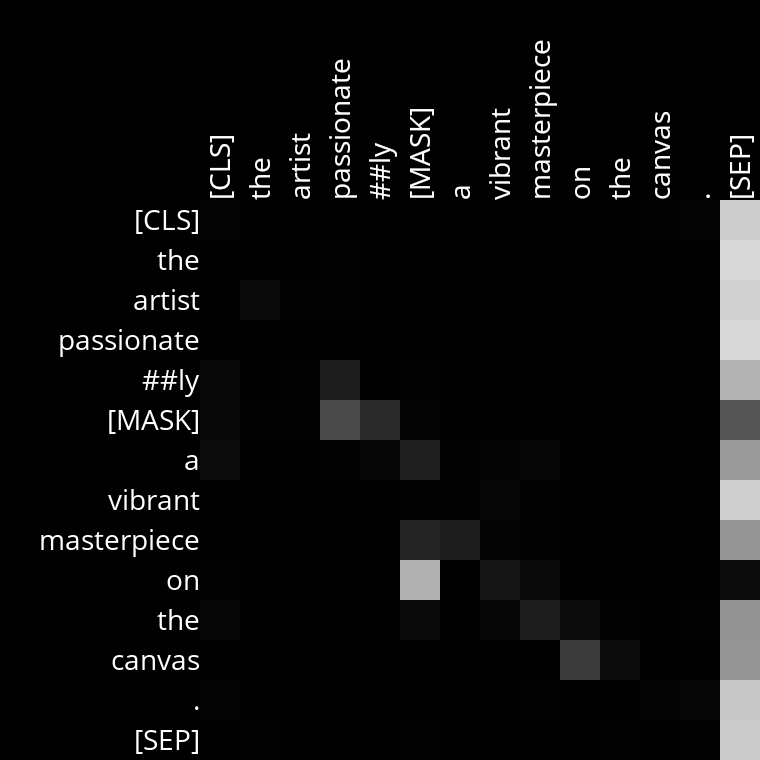 [CLS] the artist passionate ##ly [MASK] a vibrant masterpiece on the canvas . [SEP]
[CLS]
the
artist
passionate
##ly
[MASK]
a
vibrant
masterpiece
on
the
canvas
.
[SEP]